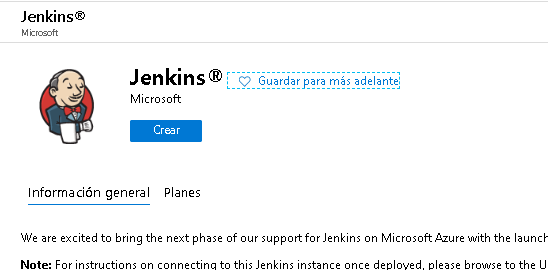 Jenkins®
Microsoft
Jenkins®
Guardar para más adelante
Microsoft
Crear
Información general Planes
We are excited to bring the next phase of our support for Jenkins on Microsoft Azure with the launch
Note: For instructions on connecting to this Jenkins instance once deployed, please browse to the U